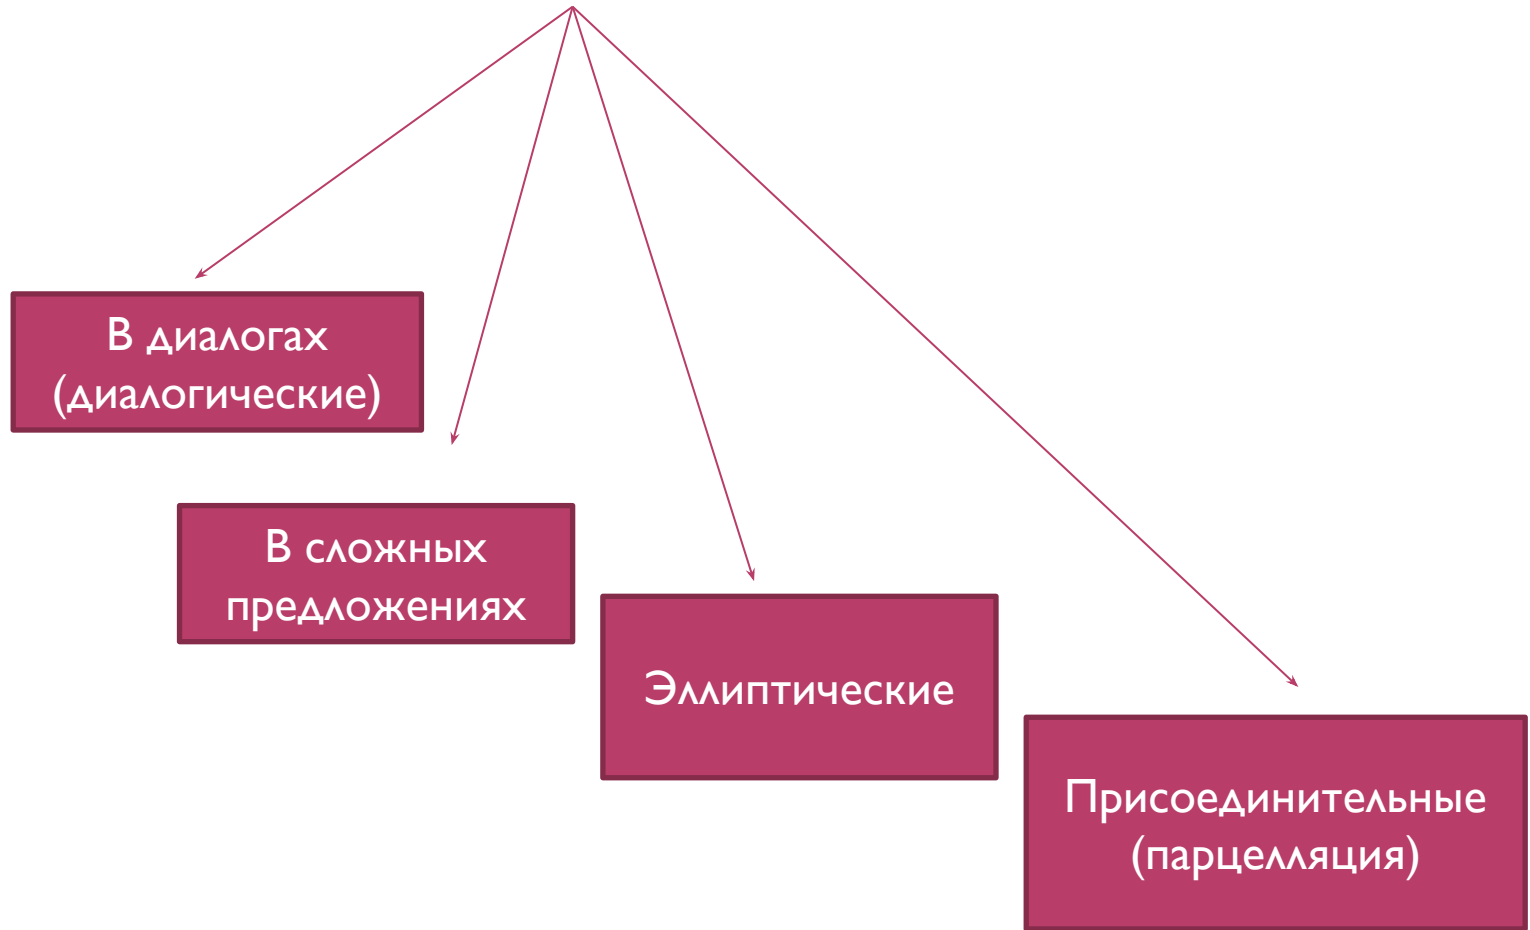 В диалогах
(диалогические)
В сложных
предложениях
Эллиптические
Присоединительные
(парцелляция)